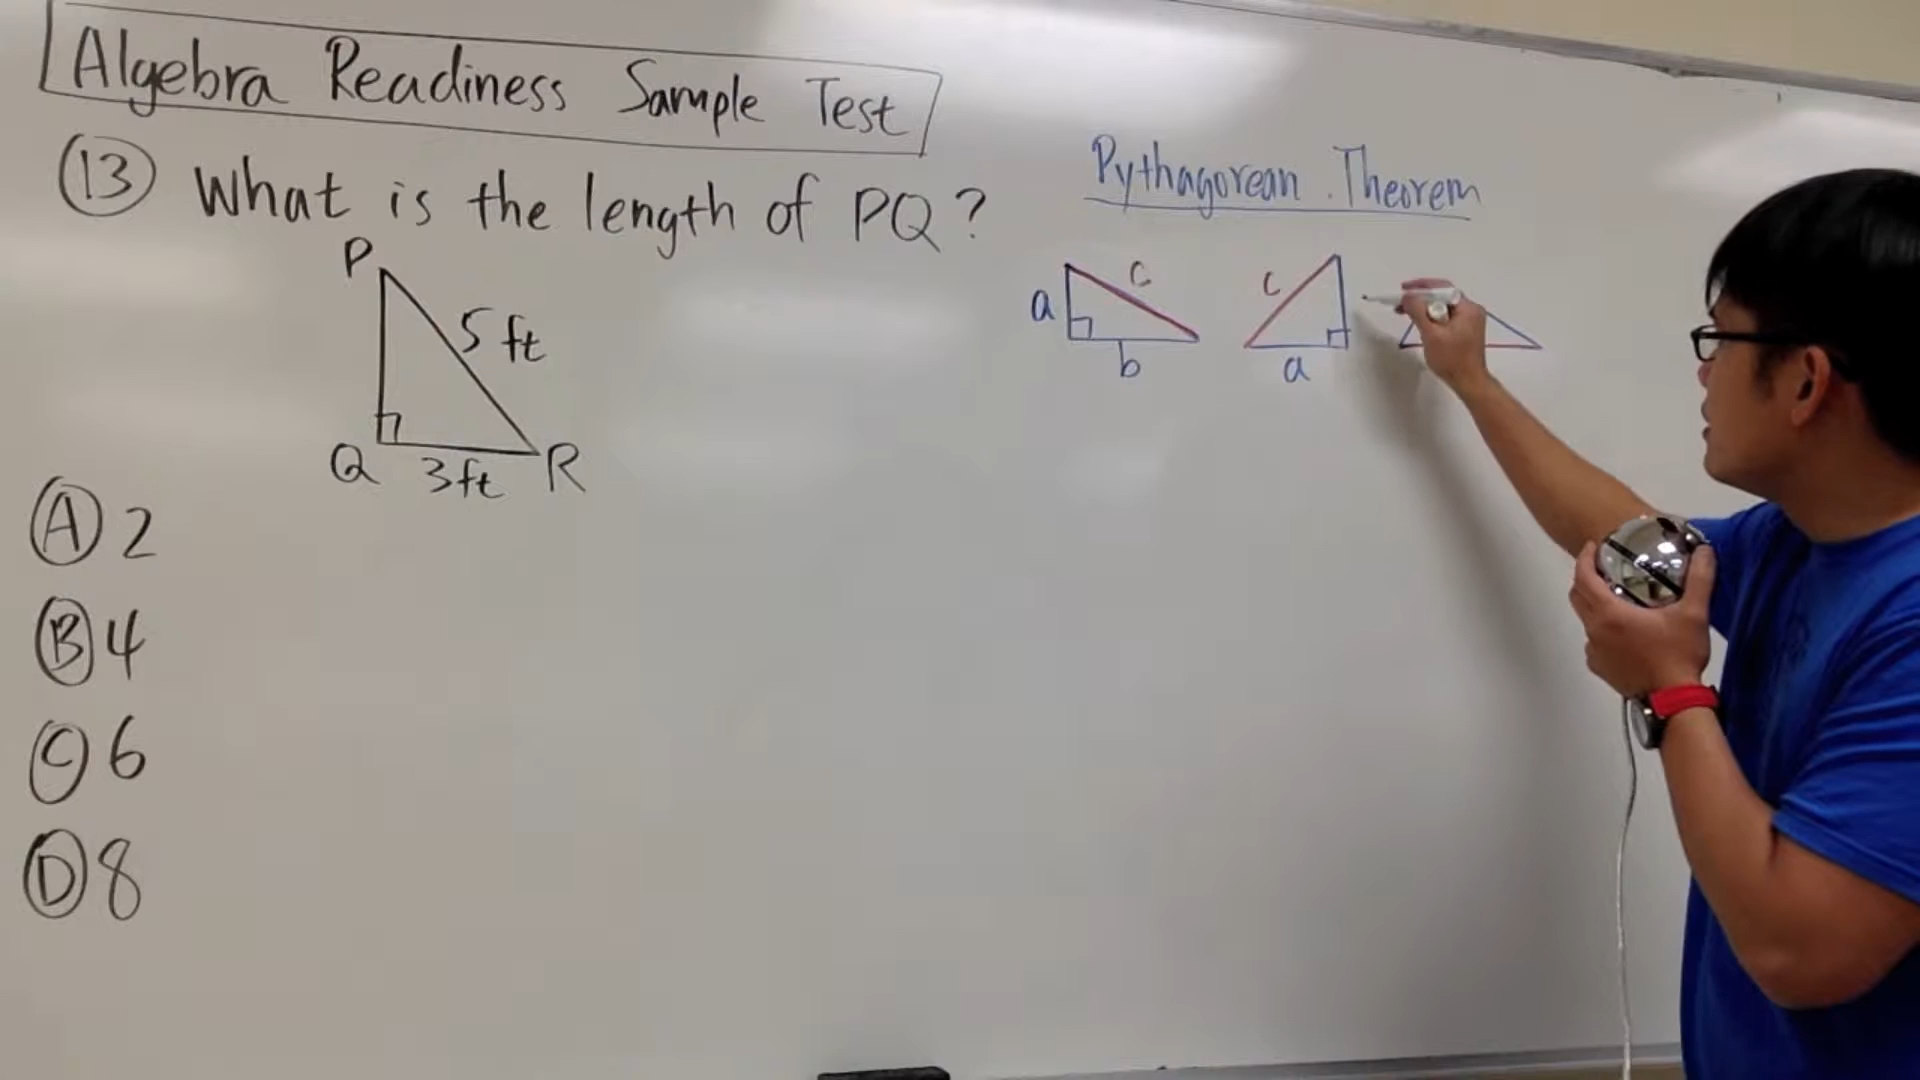 Algebra Readiness Sample Test
13 What is the length of PQ?
P
5 ft
Q 3ft R
A 2
B 4
C 6
D 8
Pythagorean Theorem
c
a
b
c
a